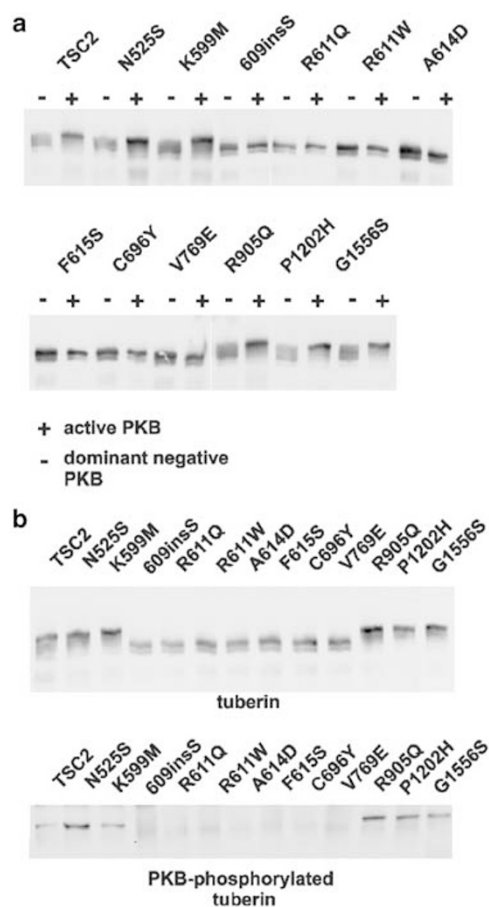 a
TSC2 N525S K599M 609insS R611Q R611W A614D
- + - + - + - + - + - + - +
F615S C696Y V769E R905Q P1202H G1556S
- + - + - + - + - + - +
+ active PKB
- dominant negative
PKB
b
TSC2 N525S K599M 609insS R611Q R611W A614D F615S C696Y V769E R905Q P1202H G1556S
tuberin
TSC2 N525S K599M 609insS R611Q R611W A614D F615S C696Y V769E R905Q P1202H G1556S
PKB-phosphorylated
tuberin